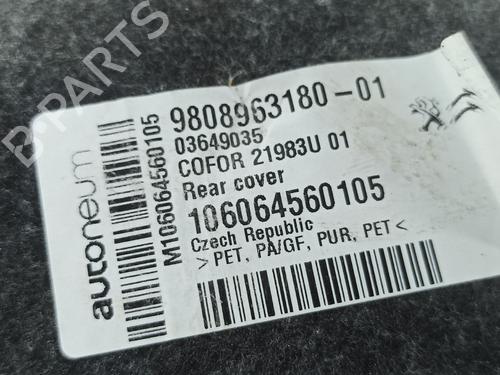 B-PARTS
autoneum
M106064560105
9808963180-01
03649035
COFOR 21983U 01
Rear cover
106064560105
Czech Republic
> PET, PA/GF, PUR, PET <